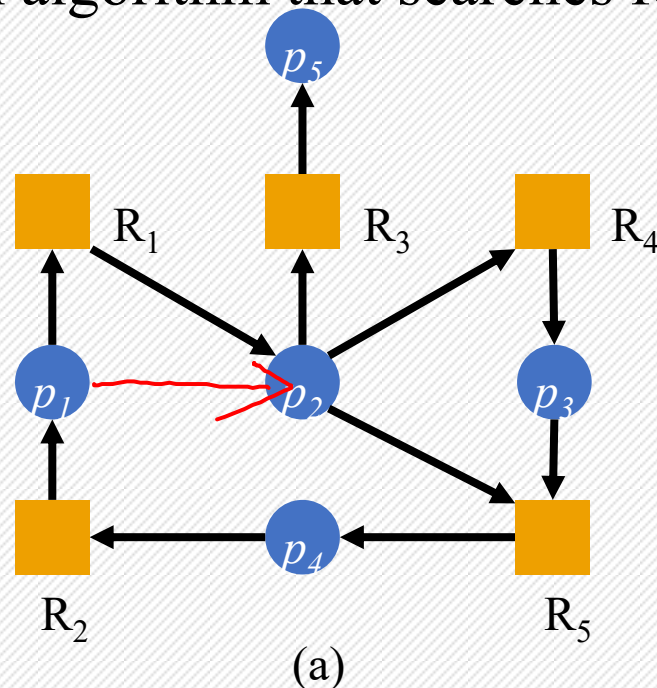 algorithm that searches
p5
R1 R3 R4
p1 p2 p3
p4
R2 R5
(a)